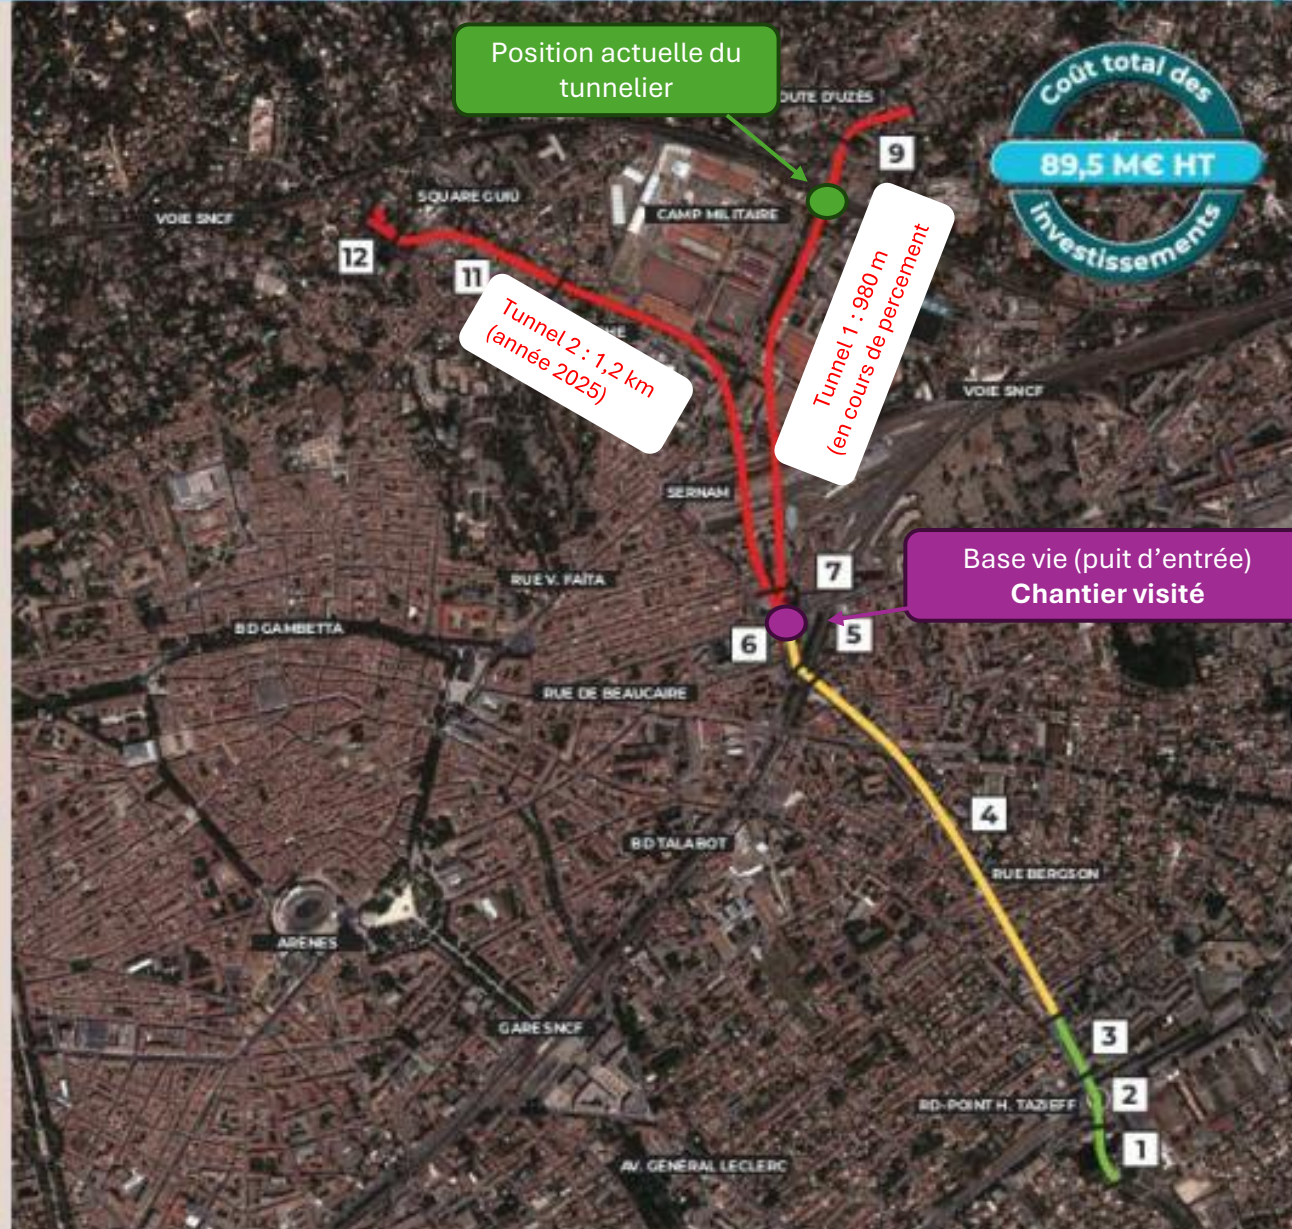 Position actuelle du
tunnelier
OUTE D'UZÈS
Coût total des
89,5 M€ HT
investissements
9
SQUARE GUIÜ
VOIE SNCF
CAMP MILITAIRE
12
11
Tunnel 2 : 1,2 km
(année 2025)
Tunnel 1 : 980 m
(en cours de percement
VOIE SNCF
SERNAM
Base vie (puit d'entrée)
Chantier visité
7
RUE V. FAÏTA
BD GAMBETTA
6
5
RUE DE BEAUCAIRE
4
BD TALABOT
RUE BERGSON
ARÈNES
GARE SNCF
3
2
RD-POINT H. TAZIEFF
1
AV. GÉNÉRAL LECLERC